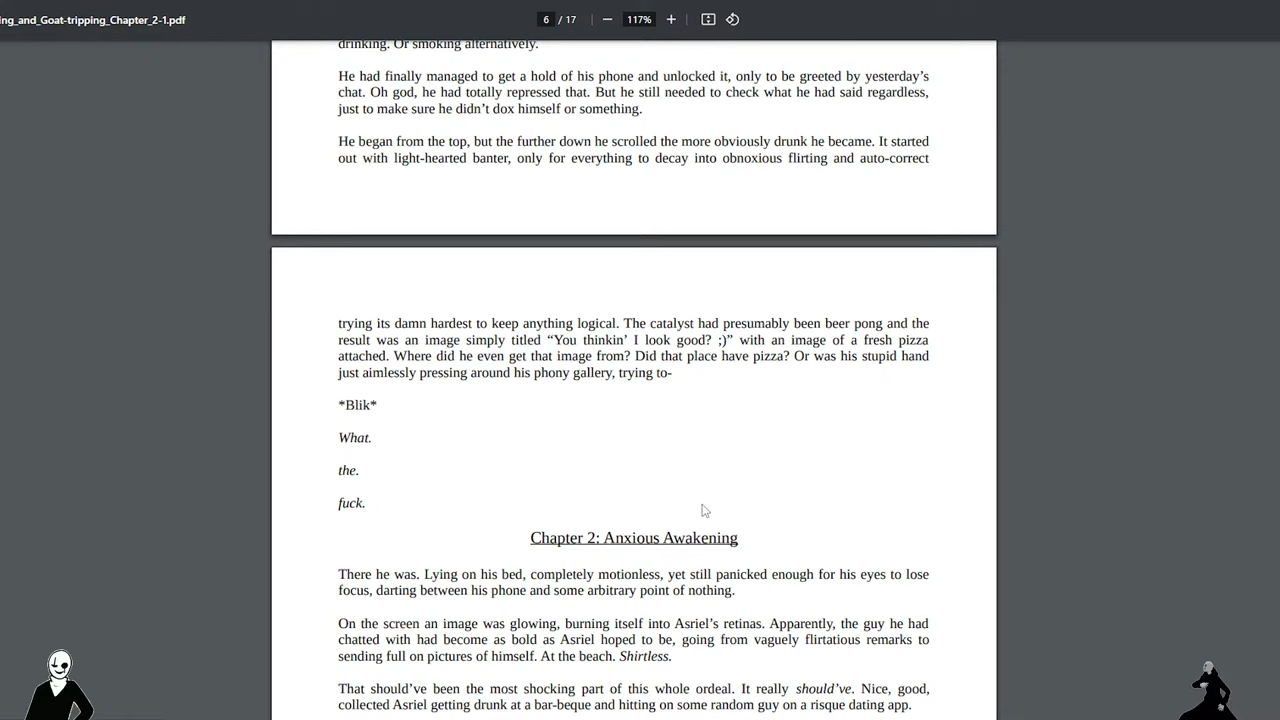 ing_and_Goat-tripping_Chapter_2-1.pdf
6 / 17
117%
drinking. Or smoking alternatively.
He had finally managed to get a hold of his phone and unlocked it, only to be greeted by yesterday’s
chat. Oh god, he had totally repressed that. But he still needed to check what he had said regardless,
just to make sure he didn’t dox himself or something.
He began from the top, but the further down he scrolled the more obviously drunk he became. It started
out with light-hearted banter, only for everything to decay into obnoxious flirting and auto-correct
trying its damn hardest to keep anything logical. The catalyst had presumably been beer pong and the
result was an image simply titled “You thinkin’ I look good? ;)” with an image of a fresh pizza
attached. Where did he even get that image from? Did that place have pizza? Or was his stupid hand
just aimlessly pressing around his phony gallery, trying to-
*Blik*
What.
the.
fuck.
Chapter 2: Anxious Awakening
There he was. Lying on his bed, completely motionless, yet still panicked enough for his eyes to lose
focus, darting between his phone and some arbitrary point of nothing.
On the screen an image was glowing, burning itself into Asriel’s retinas. Apparently, the guy he had
chatted with had become as bold as Asriel hoped to be, going from vaguely flirtatious remarks to
sending full on pictures of himself. At the beach. Shirtless.
That should’ve been the most shocking part of this whole ordeal. It really should’ve. Nice, good,
collected Asriel getting drunk at a bar-beque and hitting on some random guy on a risque dating app.